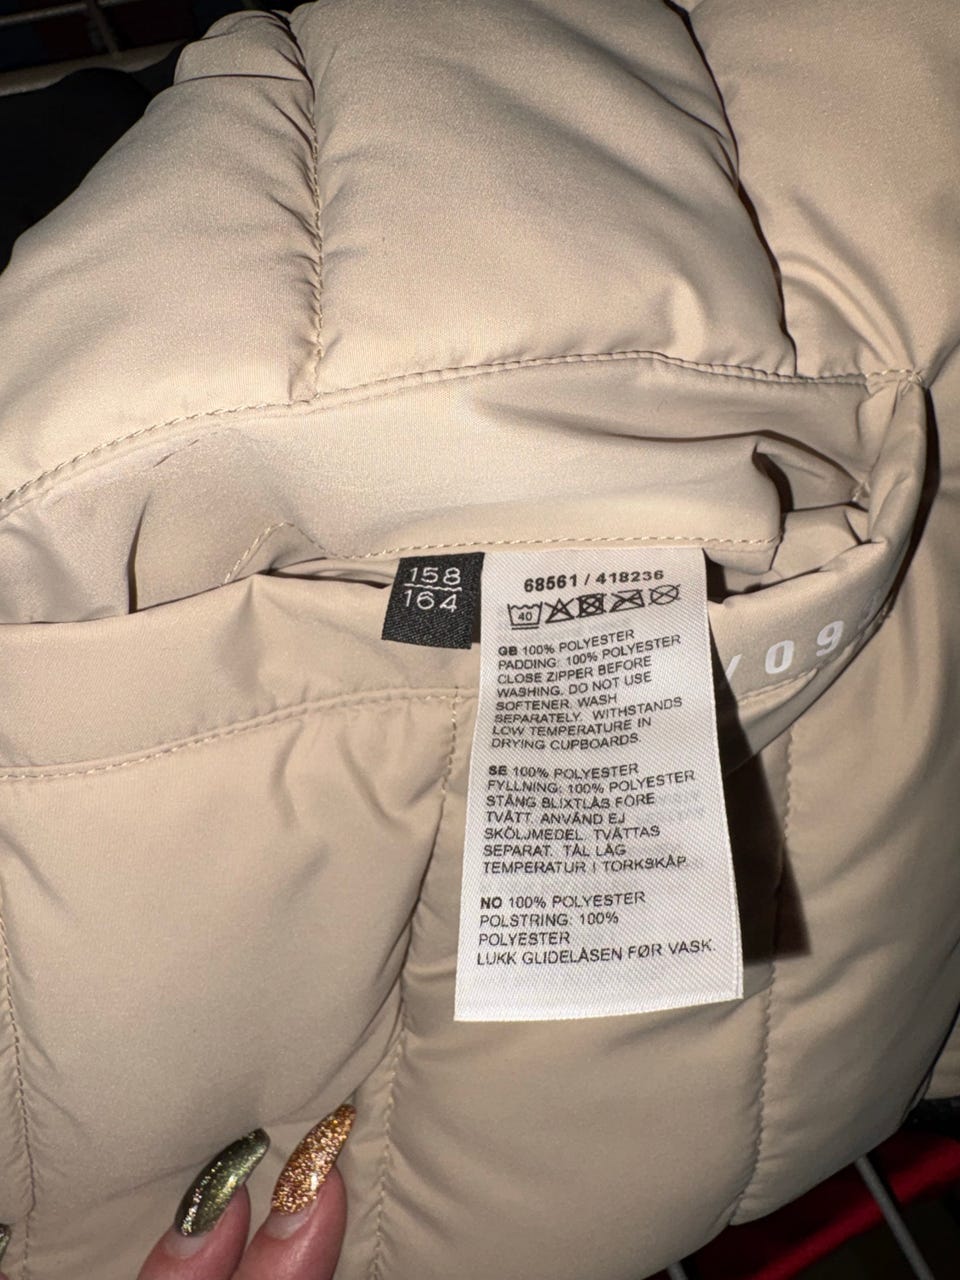 158
164
68561 / 418236
40
GB 100% POLYESTER
PADDING: 100% POLYESTER
CLOSE ZIPPER BEFORE
WASHING. DO NOT USE
SOFTENER. WASH
SEPARATELY. WITHSTANDS
LOW TEMPERATURE IN
DRYING CUPBOARDS.
SE 100% POLYESTER
FYLLNING: 100% POLYESTER
STÄNG BLIXTLÅS FÖRE
TVÄTT. ANVÄND EJ
SKÖLJMEDEL. TVÄTTAS
SEPARAT. TÅL LÅG
TEMPERATUR I TORKSKÅP.
NO 100% POLYESTER
POLSTRING: 100%
POLYESTER
LUKK GLIDELÅSEN FØR VASK.
/09